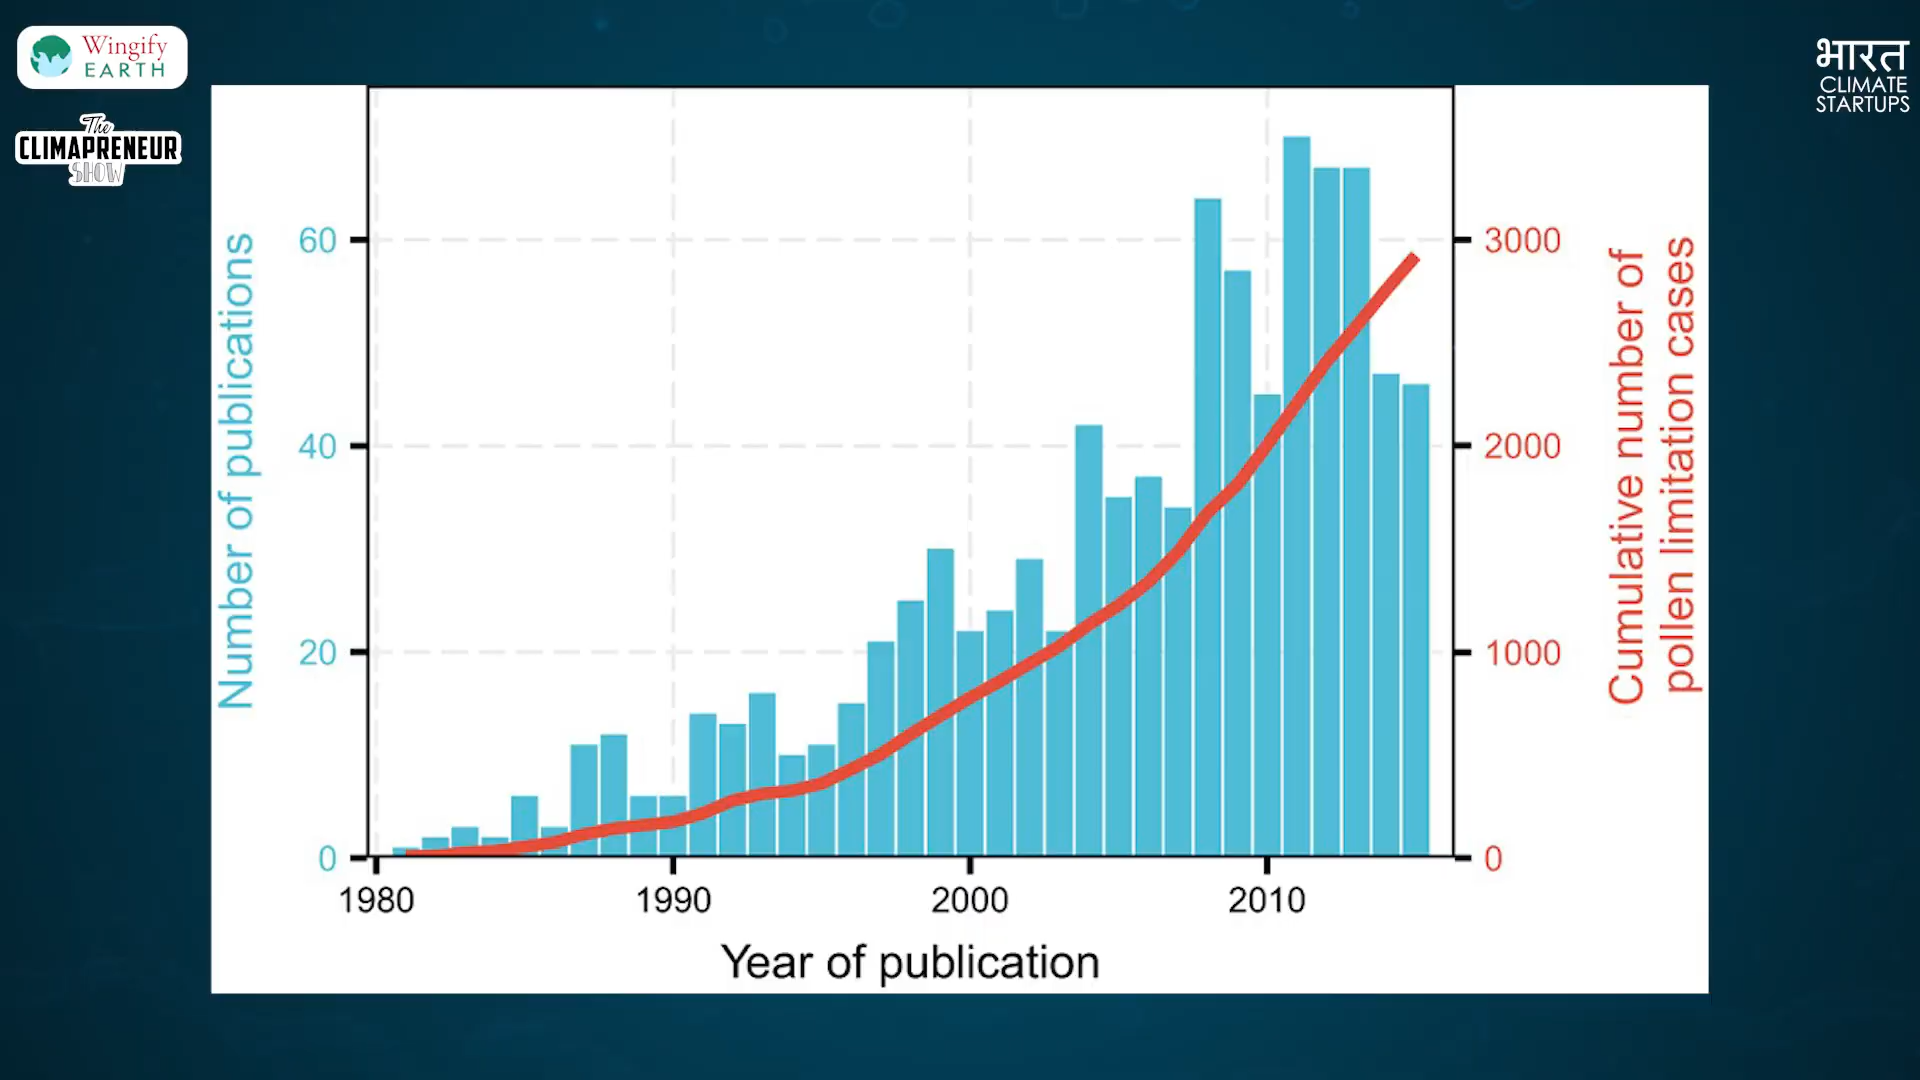 Wingify
EARTH
The
CLIMAPRENEUR
SHOW
भारत
CLIMATE
STARTUPS
Number of publications
60
40
20
0
3000
2000
1000
0
Cumulative number of
pollen limitation cases
1980 1990 2000 2010
Year of publication